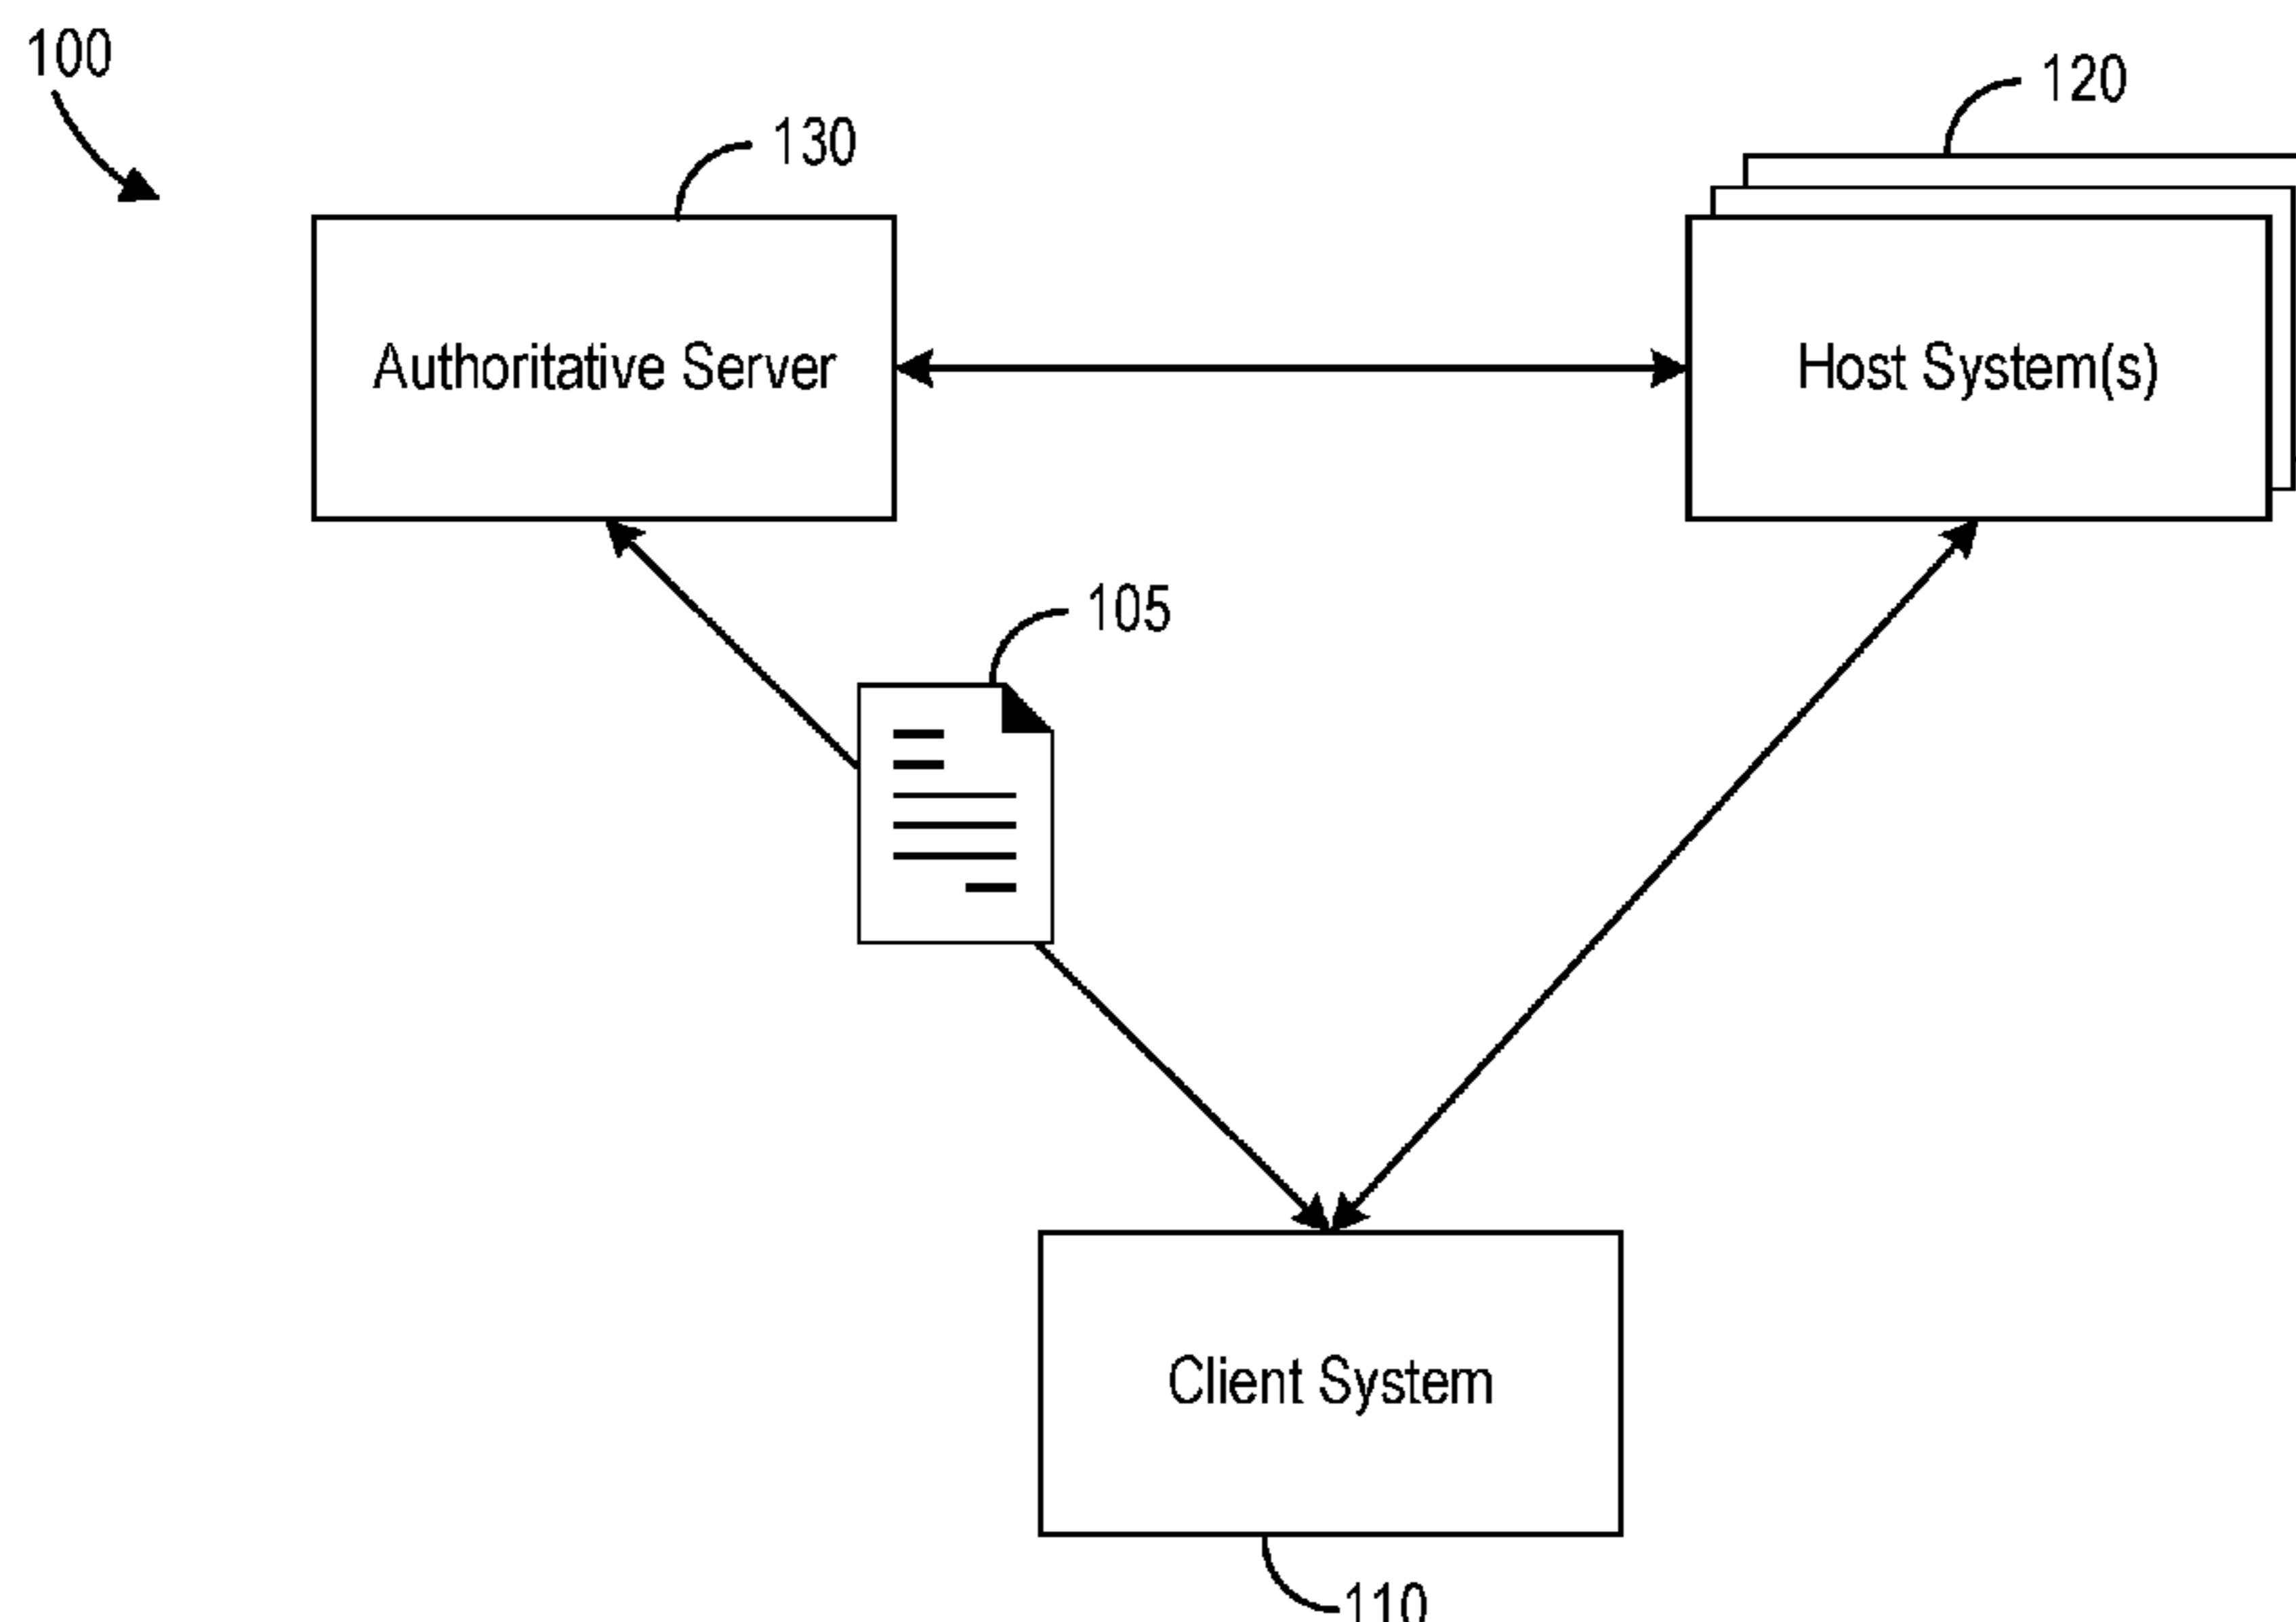 100
120
130
Authoritative Server
Host System(s)
105
Client System
110